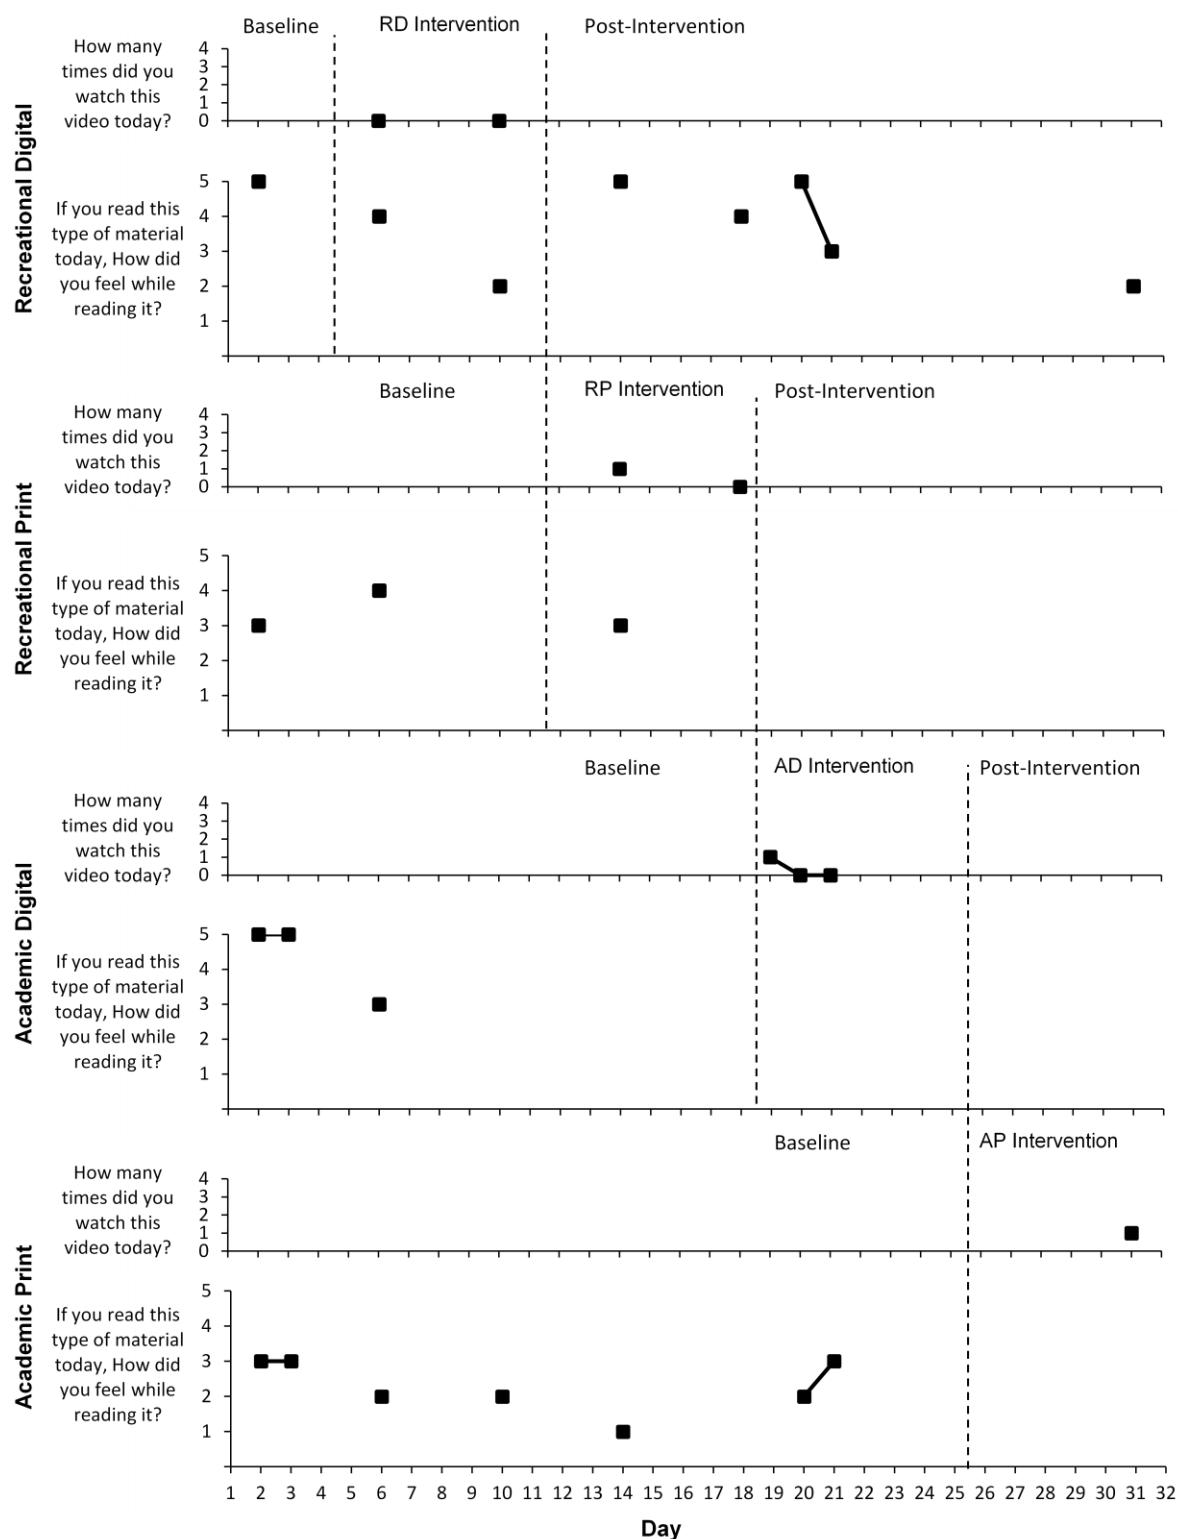 Baseline RD Intervention Post-Intervention
Recreational Digital
How many
times did you
watch this
video today?
4
3
2
1
0
If you read this
type of material
today, How did
you feel while
reading it?
5
4
3
2
1
Baseline RP Intervention Post-Intervention
Recreational Print
How many
times did you
watch this
video today?
4
3
2
1
0
If you read this
type of material
today, How did
you feel while
reading it?
5
4
3
2
1
Baseline AD Intervention Post-Intervention
Academic Digital
How many
times did you
watch this
video today?
4
3
2
1
0
If you read this
type of material
today, How did
you feel while
reading it?
5
4
3
2
1
Baseline AP Intervention
Academic Print
How many
times did you
watch this
video today?
4
3
2
1
0
If you read this
type of material
today, How did
you feel while
reading it?
5
4
3
2
1
1 2 3 4 5 6 7 8 9 10 11 12 13 14 15 16 17 18 19 20 21 22 23 24 25 26 27 28 29 30 31 32
Day